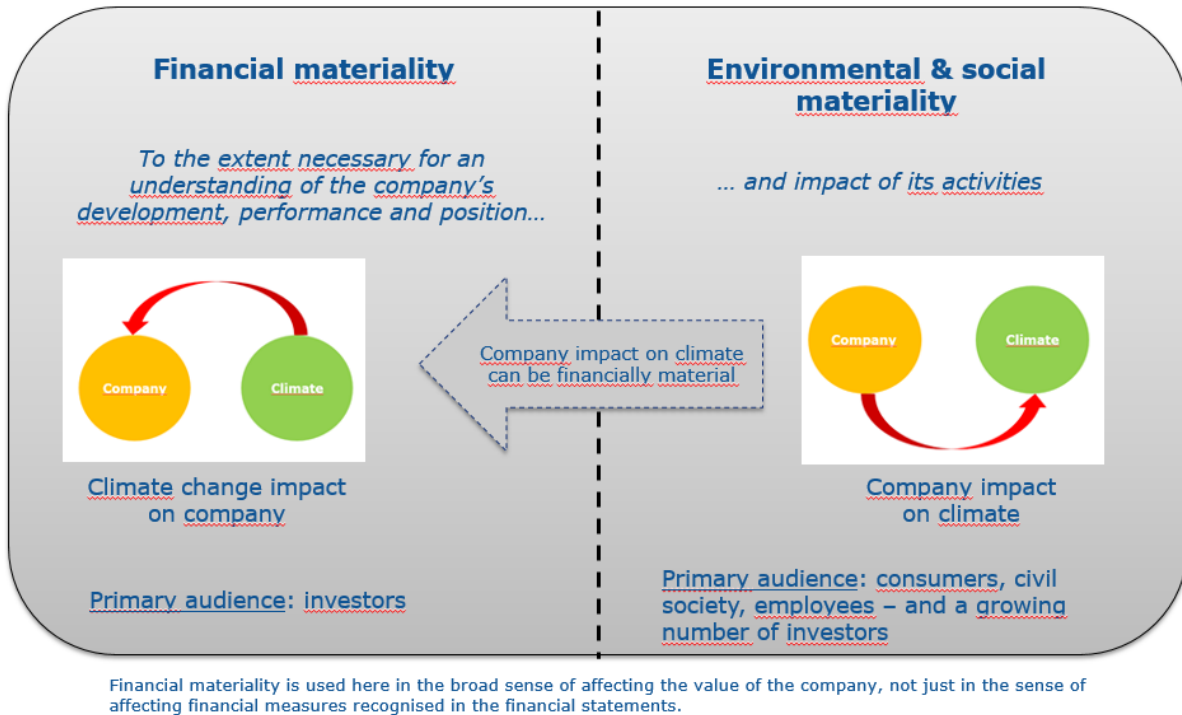 Financial materiality
To the extent necessary for an
understanding of the company's
development, performance and position…
Company
Climate
Climate change impact
on company
Primary audience: investors
Company impact on climate
can be financially material
Environmental & social
materiality
… and impact of its activities
Company
Climate
Company impact
on climate
Primary audience: consumers, civil
society, employees – and a growing
number of investors
Financial materiality is used here in the broad sense of affecting the value of the company, not just in the sense of
affecting financial measures recognised in the financial statements.